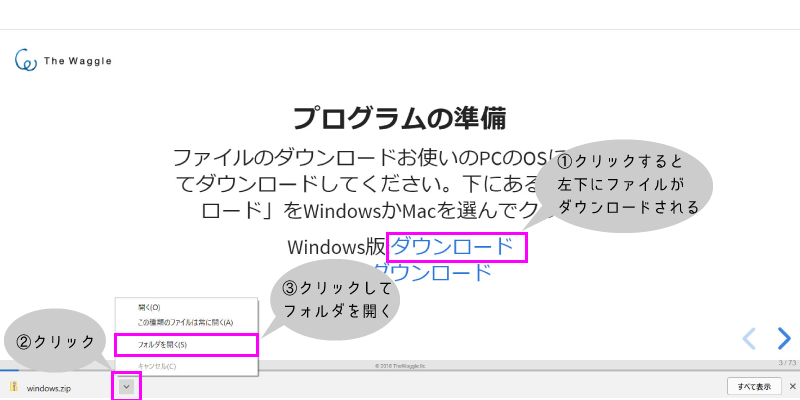 The Waggle
プログラムの準備
ファイルのダウンロードお使いのPCのOSに
てダウンロードしてください。下にある
ロード」をWindowsかMacを選んでク
Windows版 ダウンロード
ダウンロード
①クリックすると
左下にファイルが
ダウンロードされる
③クリックして
フォルダを開く
②クリック
開く(O)
この種類のファイルは常に開く(A)
フォルダを開く(S)
キャンセル(C)
© 2018 TheWaggle llc.
3 / 73
windows.zip
すべて表示